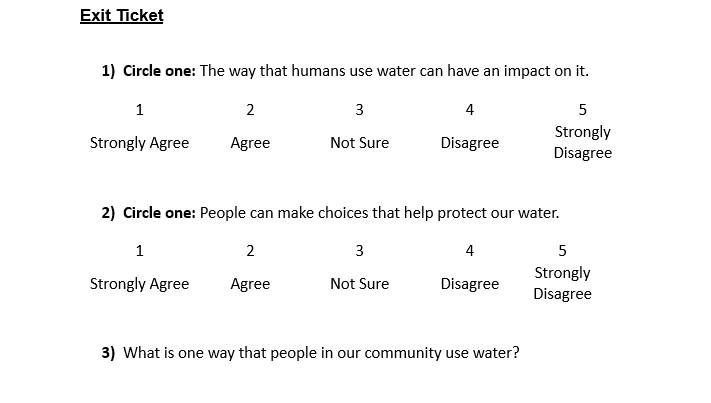 Exit Ticket
1) Circle one: The way that humans use water can have an impact on it.
1 2 3 4 5
Strongly Agree Agree Not Sure Disagree Strongly Disagree
2) Circle one: People can make choices that help protect our water.
1 2 3 4 5
Strongly Agree Agree Not Sure Disagree Strongly Disagree
3) What is one way that people in our community use water?